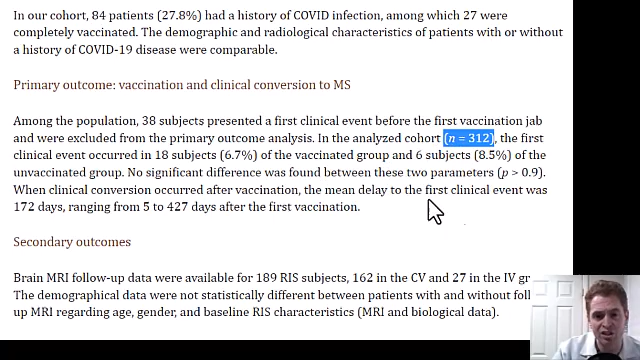 In our cohort, 84 patients (27.8%) had a history of COVID infection, among which 27 were
completely vaccinated. The demographic and radiological characteristics of patients with or without
a history of COVID-19 disease were comparable.
Primary outcome: vaccination and clinical conversion to MS
Among the population, 38 subjects presented a first clinical event before the first vaccination jab
and were excluded from the primary outcome analysis. In the analyzed cohort (n = 312), the first
clinical event occurred in 18 subjects (6.7%) of the vaccinated group and 6 subjects (8.5%) of the
unvaccinated group. No significant difference was found between these two parameters (p > 0.9).
When clinical conversion occurred after vaccination, the mean delay to the first clinical event was
172 days, ranging from 5 to 427 days after the first vaccination.
Secondary outcomes
Brain MRI follow-up data were available for 189 RIS subjects, 162 in the CV and 27 in the IV gr
The demographical data were not statistically different between patients with and without foll
up MRI regarding age, gender, and baseline RIS characteristics (MRI and biological data).